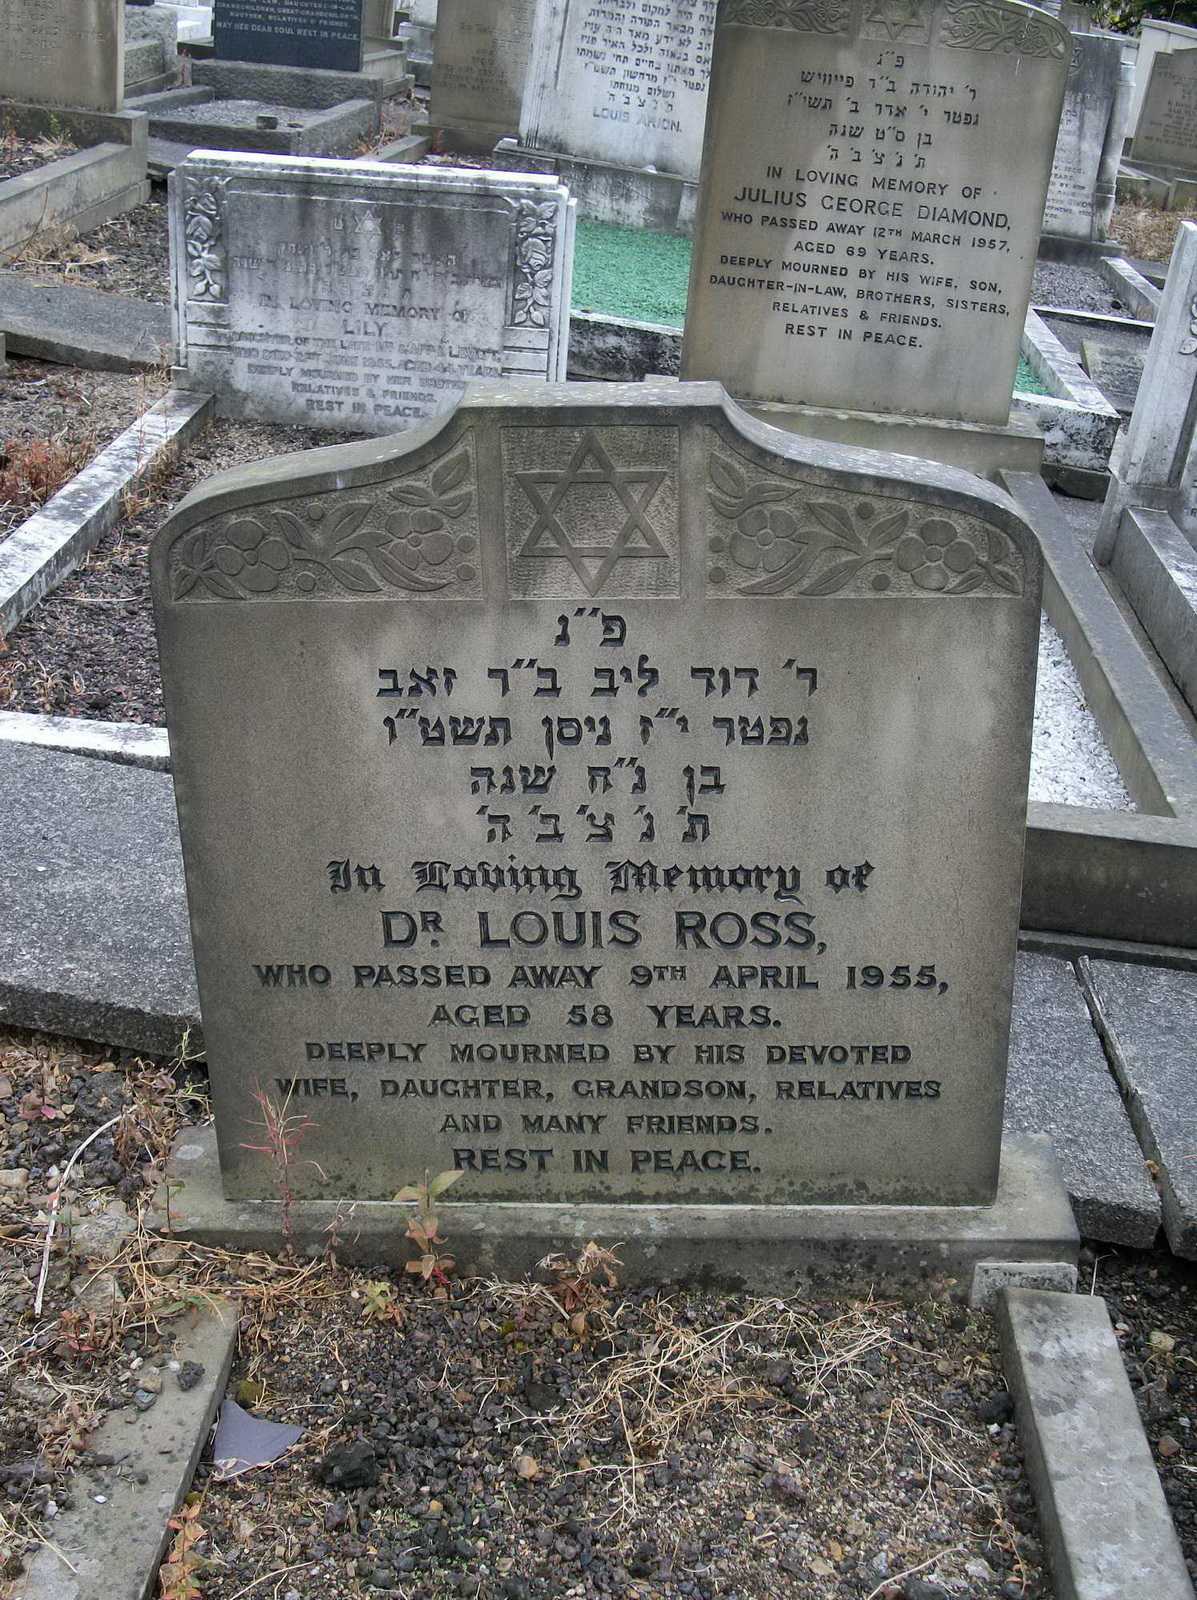 פ״נ
ר׳ דוד ליב ב״ר זאב
נפטר י״ז ניסן תשט״ו
בן נ״ח שנה
ת׳ נ׳ צ׳ ב׳ ה׳
In Loving Memory of
DR. LOUIS ROSS,
WHO PASSED AWAY 9TH APRIL 1955,
AGED 58 YEARS.
DEEPLY MOURNED BY HIS DEVOTED
WIFE, DAUGHTER, GRANDSON, RELATIVES
AND MANY FRIENDS.
REST IN PEACE.
פ״נ
ר׳ יהודה ב״ר פייוויש
נפטר י׳ אדר ב׳ תשי״ז
בן ס״ט שנה
ת׳ נ׳ צ׳ ב׳ ה׳
IN LOVING MEMORY OF
JULIUS GEORGE DIAMOND,
WHO PASSED AWAY 12TH MARCH 1957,
AGED 69 YEARS.
DEEPLY MOURNED BY HIS WIFE, SON,
DAUGHTER-IN-LAW, BROTHERS, SISTERS,
RELATIVES & FRIENDS.
REST IN PEACE.
IN LOVING MEMORY OF
LILY
DEEPLY MOURNED BY HER
RELATIVES & FRIENDS.
REST IN PEACE.
ת׳ נ׳ צ׳ ב׳ ה׳
LOUIS ARION.
RELATIVES & FRIENDS.
MAY HER DEAR SOUL REST IN PEACE.